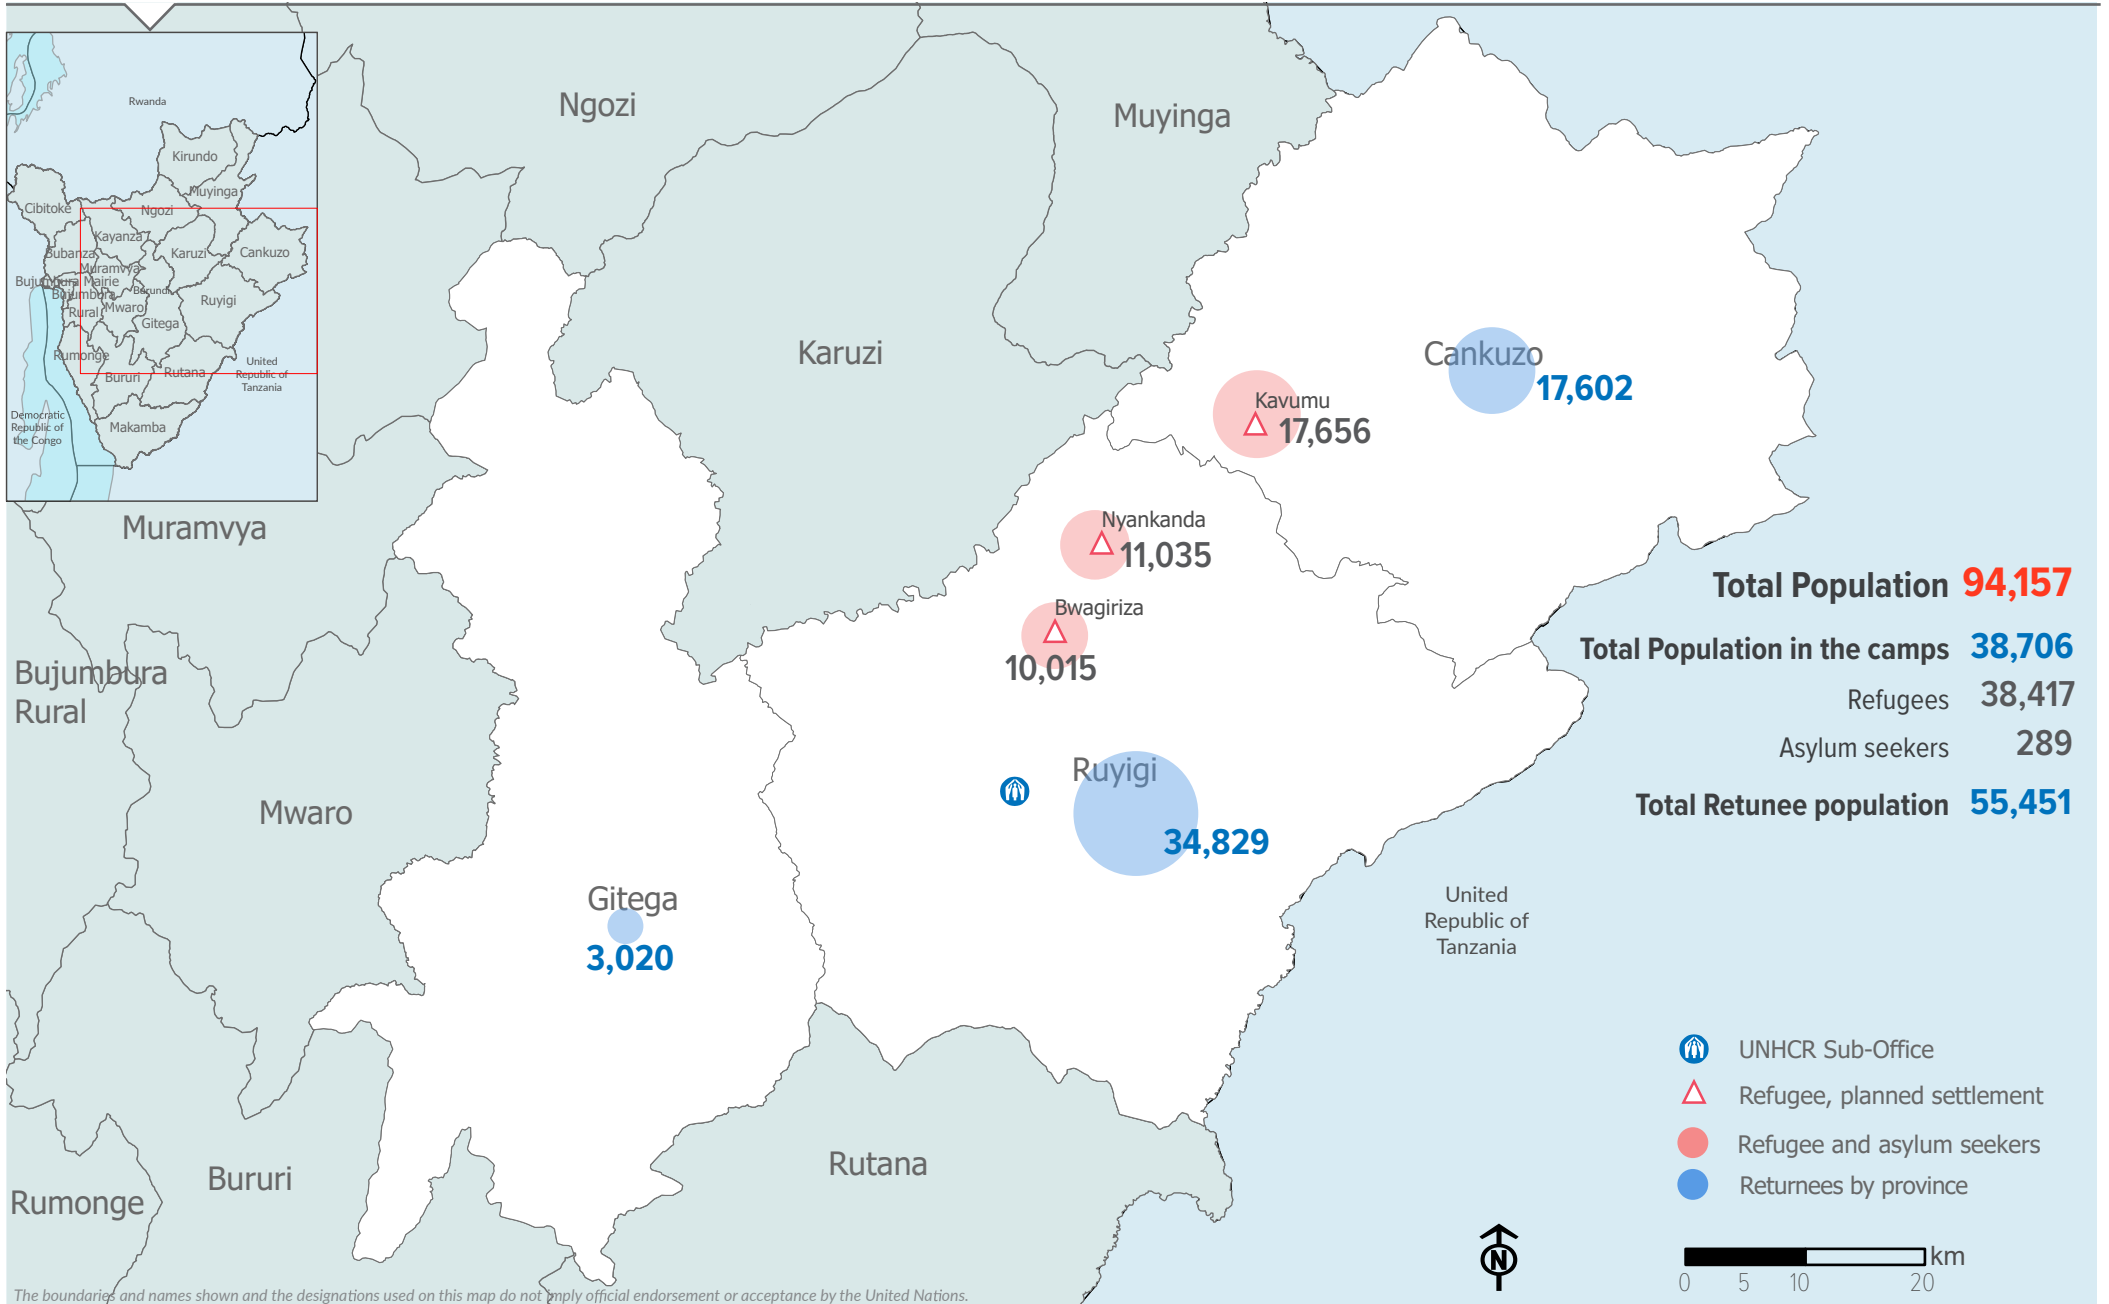 Rwanda
Kirundo
Muyinga
Cibitoke
Ngozi
Kayanza
Bubanza
Karuzi
Cankuzo
Muramvya
Bujumbura Mairie
Burundi
Bujumbura
Rural
Mwaro
Ruyigi
Gitega
Rumonge
Bururi
Rutana
United
Republic of
Tanzania
Makamba
Democratic
Republic of
the Congo
Ngozi
Muyinga
Karuzi
Cankuzo
17,602
Kavumu
17,656
Muramvya
Nyankanda
11,035
Bwagiriza
10,015
Bujumbura
Rural
Mwaro
Ruyigi
34,829
Gitega
3,020
United
Republic of
Tanzania
Rutana
Bururi
Rumonge
Total Population 94,157
Total Population in the camps 38,706
Refugees 38,417
Asylum seekers 289
Total Retunee population 55,451
UNHCR Sub-Office
Refugee, planned settlement
Refugee and asylum seekers
Returnees by province
N
km
0 5 10 20
The boundaries and names shown and the designations used on this map do not imply official endorsement or acceptance by the United Nations.